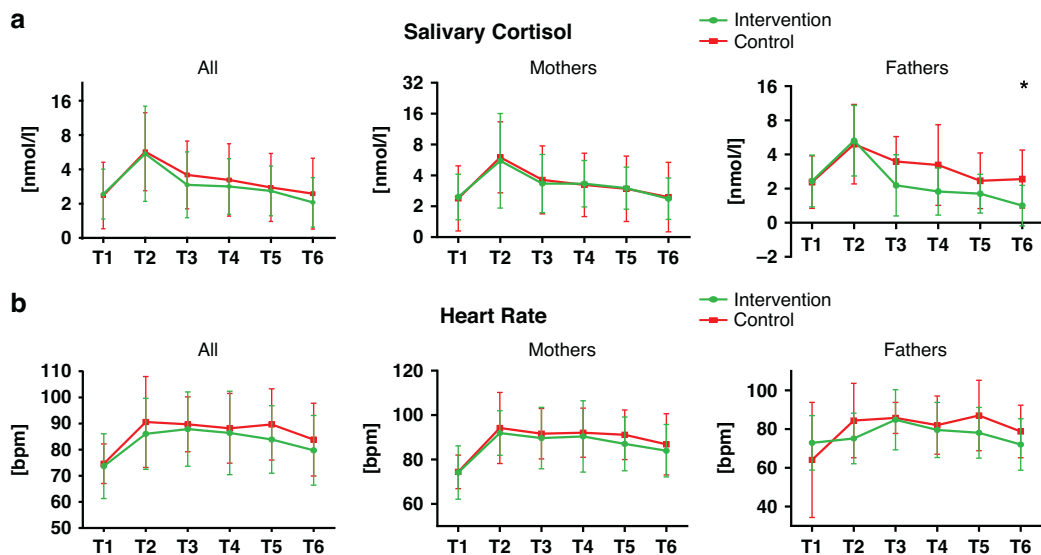 a
Salivary Cortisol
Intervention
Control
All
Mothers
Fathers
[nmol/l]
16
8
4
2
0
T1 T2 T3 T4 T5 T6
[nmol/l]
32
16
8
4
2
0
T1 T2 T3 T4 T5 T6
[nmol/l]
16
8
4
2
0
–2
*
T1 T2 T3 T4 T5 T6
b
Heart Rate
Intervention
Control
All
Mothers
Fathers
[bpm]
110
100
90
80
70
60
50
T1 T2 T3 T4 T5 T6
[bpm]
120
100
80
60
T1 T2 T3 T4 T5 T6
[bpm]
100
80
60
40
T1 T2 T3 T4 T5 T6